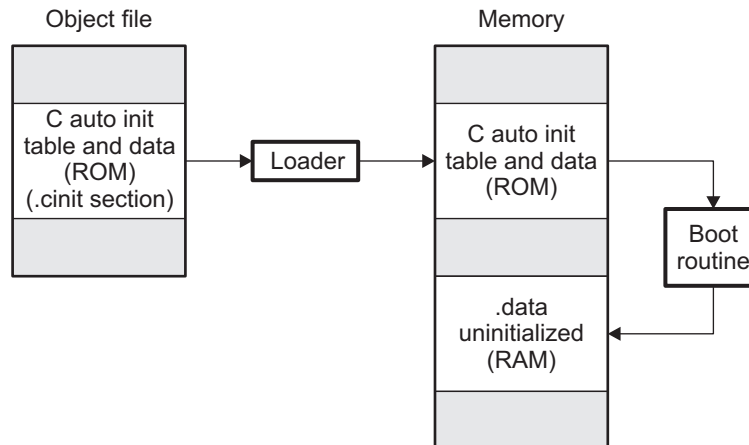 Object file
Memory
C auto init
table and data
(ROM)
(.cinit section)
Loader
C auto init
table and data
(ROM)
Boot
routine
.data
uninitialized
(RAM)